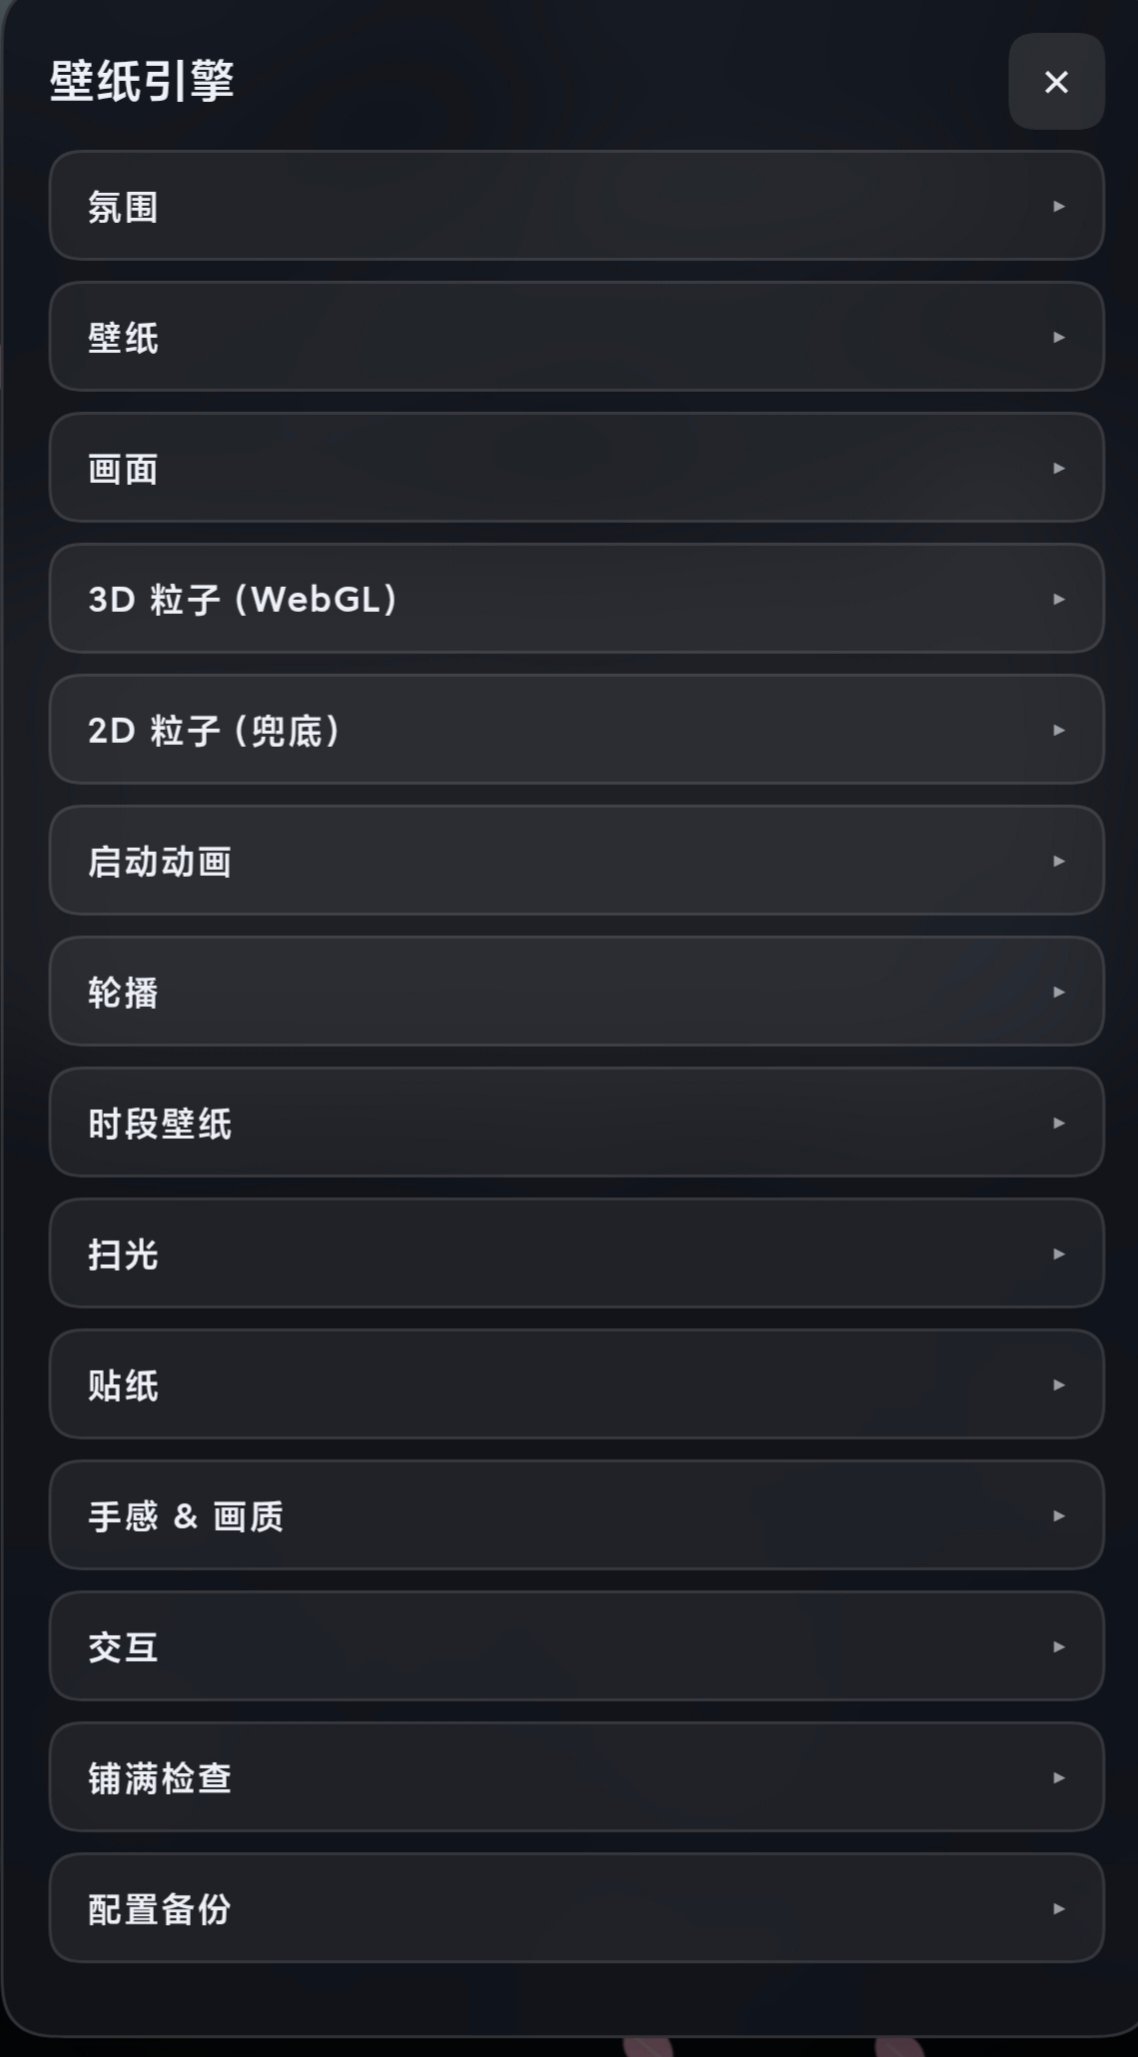 壁纸引擎
氛围
壁纸
画面
3D 粒子 (WebGL)
2D 粒子 (兜底)
启动动画
轮播
时段壁纸
扫光
贴纸
手感 & 画质
交互
铺满检查
配置备份